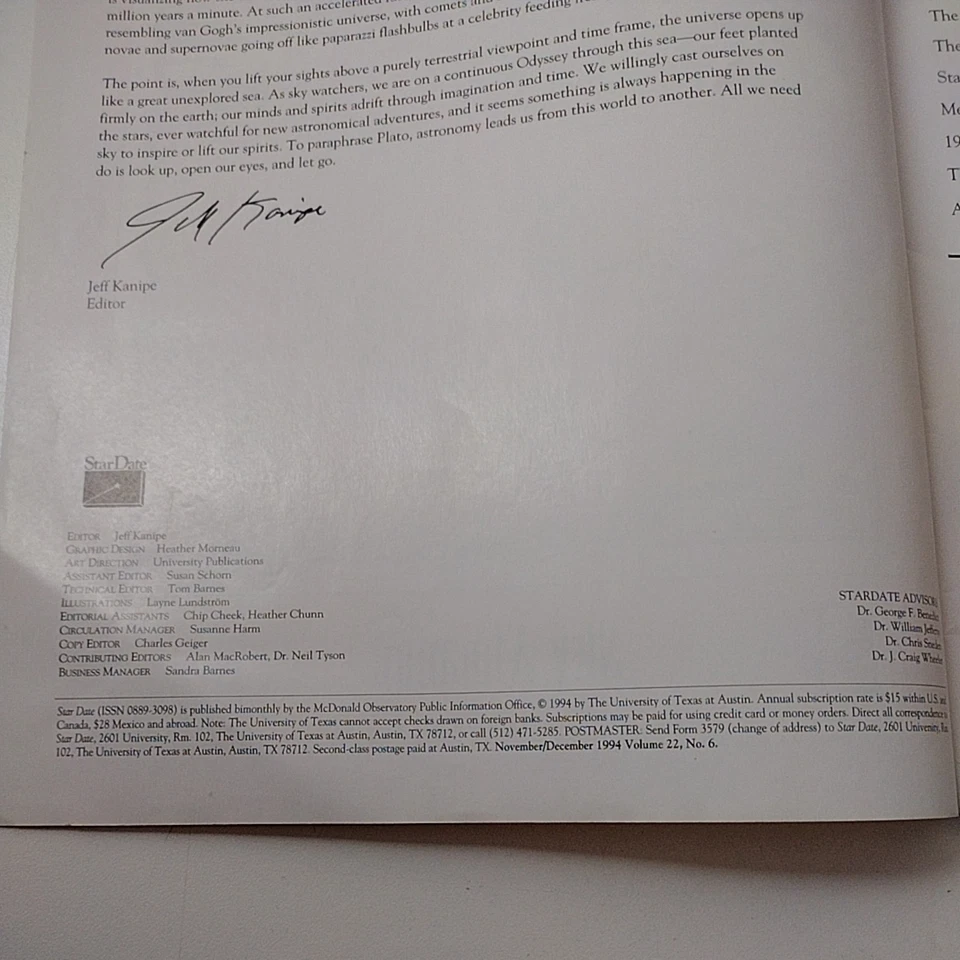 million years a minute. At such an accelerated
resembling van Gogh's impressionistic universe, with comets and
novae and supernovae going off like paparazzi flashbulbs at a celebrity feeding
The point is, when you lift your sights above a purely terrestrial viewpoint and time frame, the universe opens up
like a great unexplored sea. As sky watchers, we are on a continuous Odyssey through this sea—our feet planted
firmly on the earth; our minds and spirits adrift through imagination and time. We willingly cast ourselves on
the stars, ever watchful for new astronomical adventures, and it seems something is always happening in the
sky to inspire or lift our spirits. To paraphrase Plato, astronomy leads us from this world to another. All we need
do is look up, open our eyes, and let go.
Jeff Kanipe
Jeff Kanipe
Editor
StarDate
EDITOR Jeff Kanipe
GRAPHIC DESIGN Heather Morneau
ART DIRECTION University Publications
ASSISTANT EDITOR Susan Schorn
TECHNICAL EDITOR Tom Barnes
ILLUSTRATIONS Layne Lundström
EDITORIAL ASSISTANTS Chip Cheek, Heather Chunn
CIRCULATION MANAGER Susanne Harm
COPY EDITOR Charles Geiger
CONTRIBUTING EDITORS Alan MacRobert, Dr. Neil Tyson
BUSINESS MANAGER Sandra Barnes
STARDATE
Dr. George F.
Dr. William
Dr. Chris
Dr. J. Craig
Star Date (ISSN 0889-3098) is published bimonthly by the McDonald Observatory Public Information Office, © 1994 by The University of Texas at Austin. Annual subscription rate is $15 within U.S.
Canada, $28 Mexico and abroad. Note: The University of Texas cannot accept checks drawn on foreign banks. Subscriptions may be paid for using credit card or money orders. Direct all
Star Date, 2601 University, Rm. 102, The University of Texas at Austin, Austin, TX 78712, or call (512) 471-5285. POSTMASTER: Send Form 3579 (change of address) to Star Date, 2601 University,
102, The University of Texas at Austin, Austin, TX 78712. Second-class postage paid at Austin, TX. November/December 1994 Volume 22, No. 6.
The
The
Sta
19